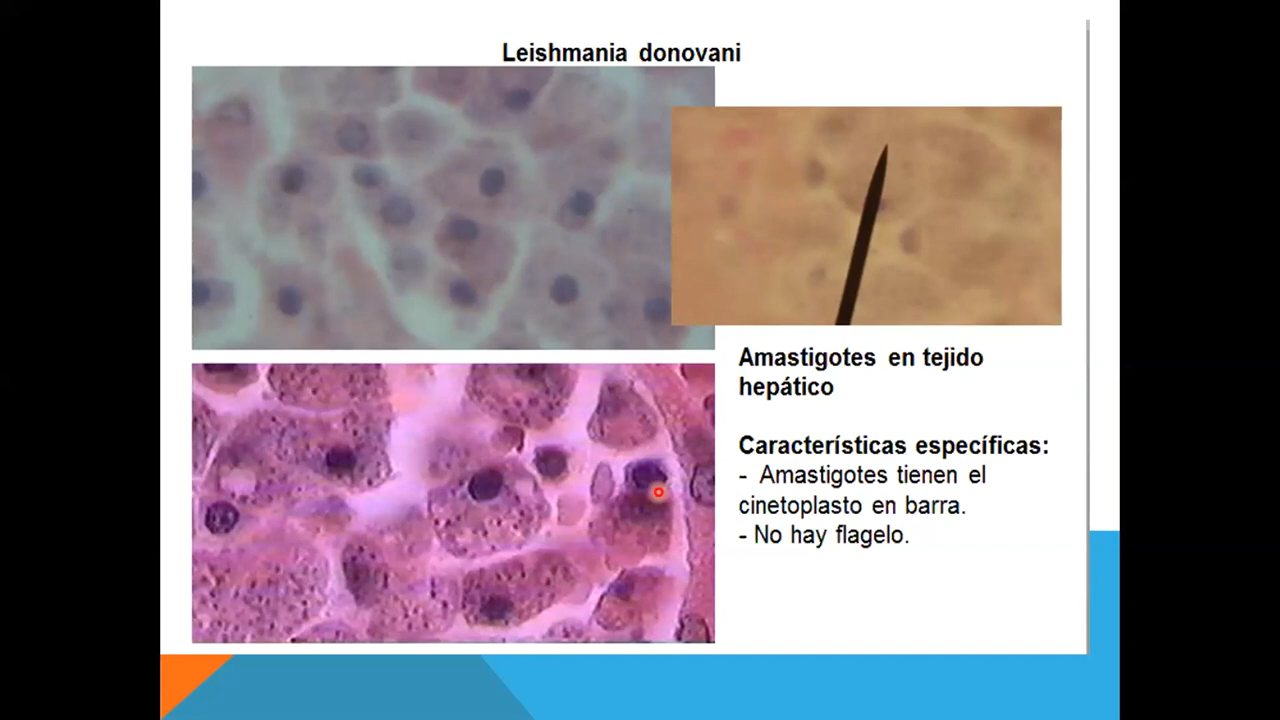 Leishmania donovani
Amastigotes en tejido
hepático
Características específicas:
- Amastigotes tienen el
cinetoplasto en barra.
- No hay flagelo.